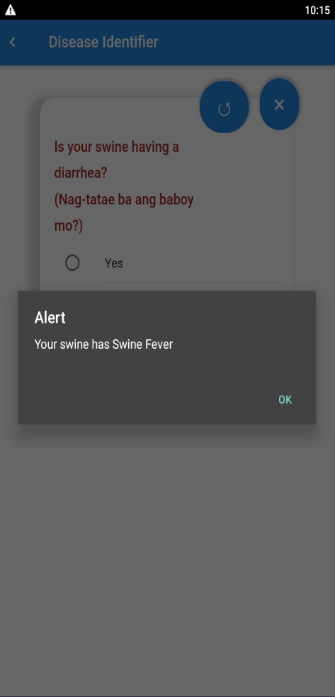 10:15
Disease Identifier
Is your swine having a
diarrhea?
(Nag-tatae ba ang baboy
mo?)
Yes
Alert
Your swine has Swine Fever
OK